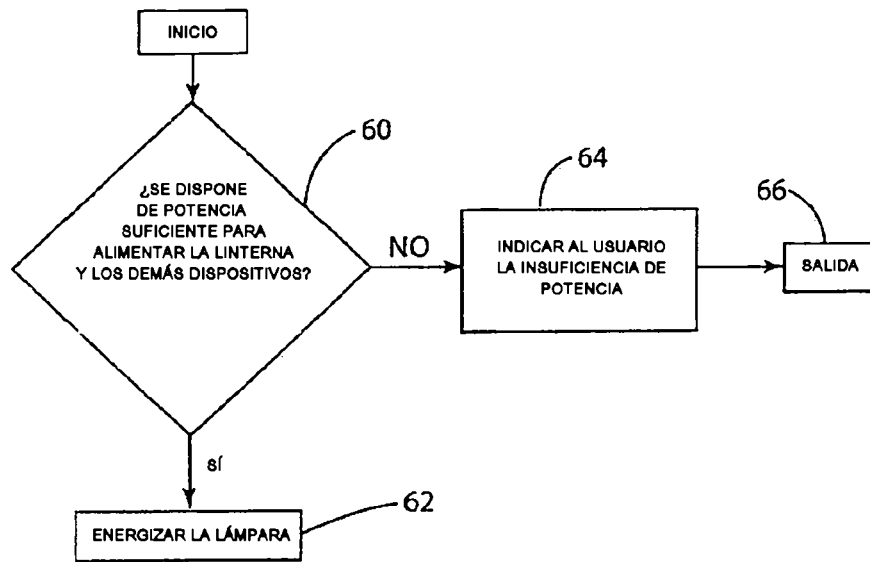 INICIO
60
¿SE DISPONE
DE POTENCIA
SUFICIENTE PARA
ALIMENTAR LA LINTERNA
Y LOS DEMÁS DISPOSITIVOS?
NO
64
INDICAR AL USUARIO
LA INSUFICIENCIA DE
POTENCIA
66
SALIDA
sí
ENERGIZAR LA LÁMPARA
62